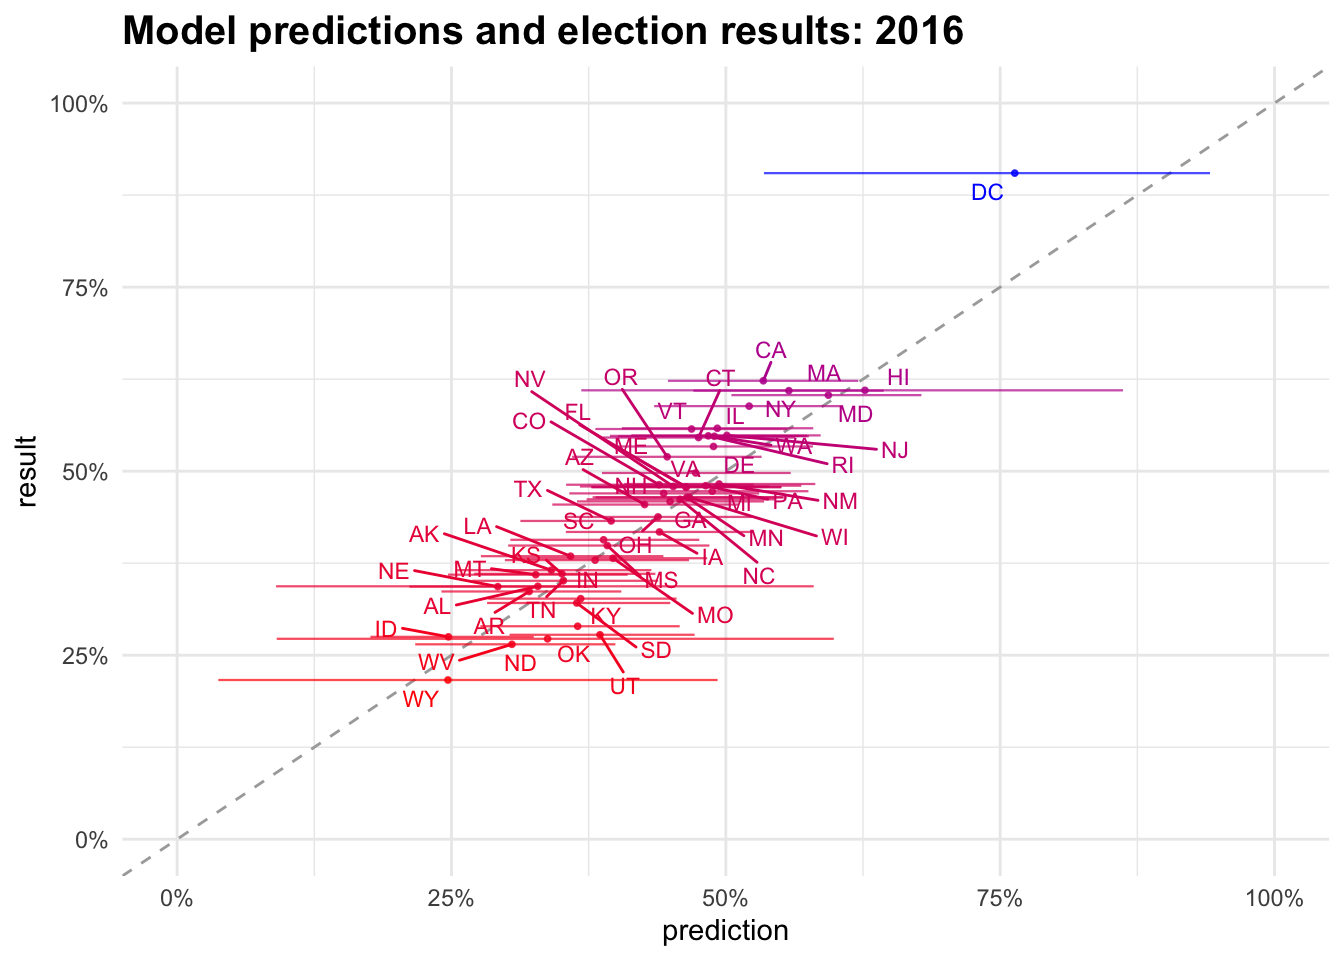 Model predictions and election results: 2016
100%
DC
75%
CA
NV
OR
CT
MA
HI
CO
FL
VT
IL
NY
MD
ME
WA
NJ
RI
50%
AZ
VA
DE
TX
NH
MI
PA
NM
SC
GA
AK
LA
OH
MN
WI
IA
KS
NC
NE
MT
IN
MS
AL
AR
TN
KY
MO
ID
25%
WV
ND
OK
SD
UT
WY
0%
0%
25%
50%
75%
100%
prediction
result